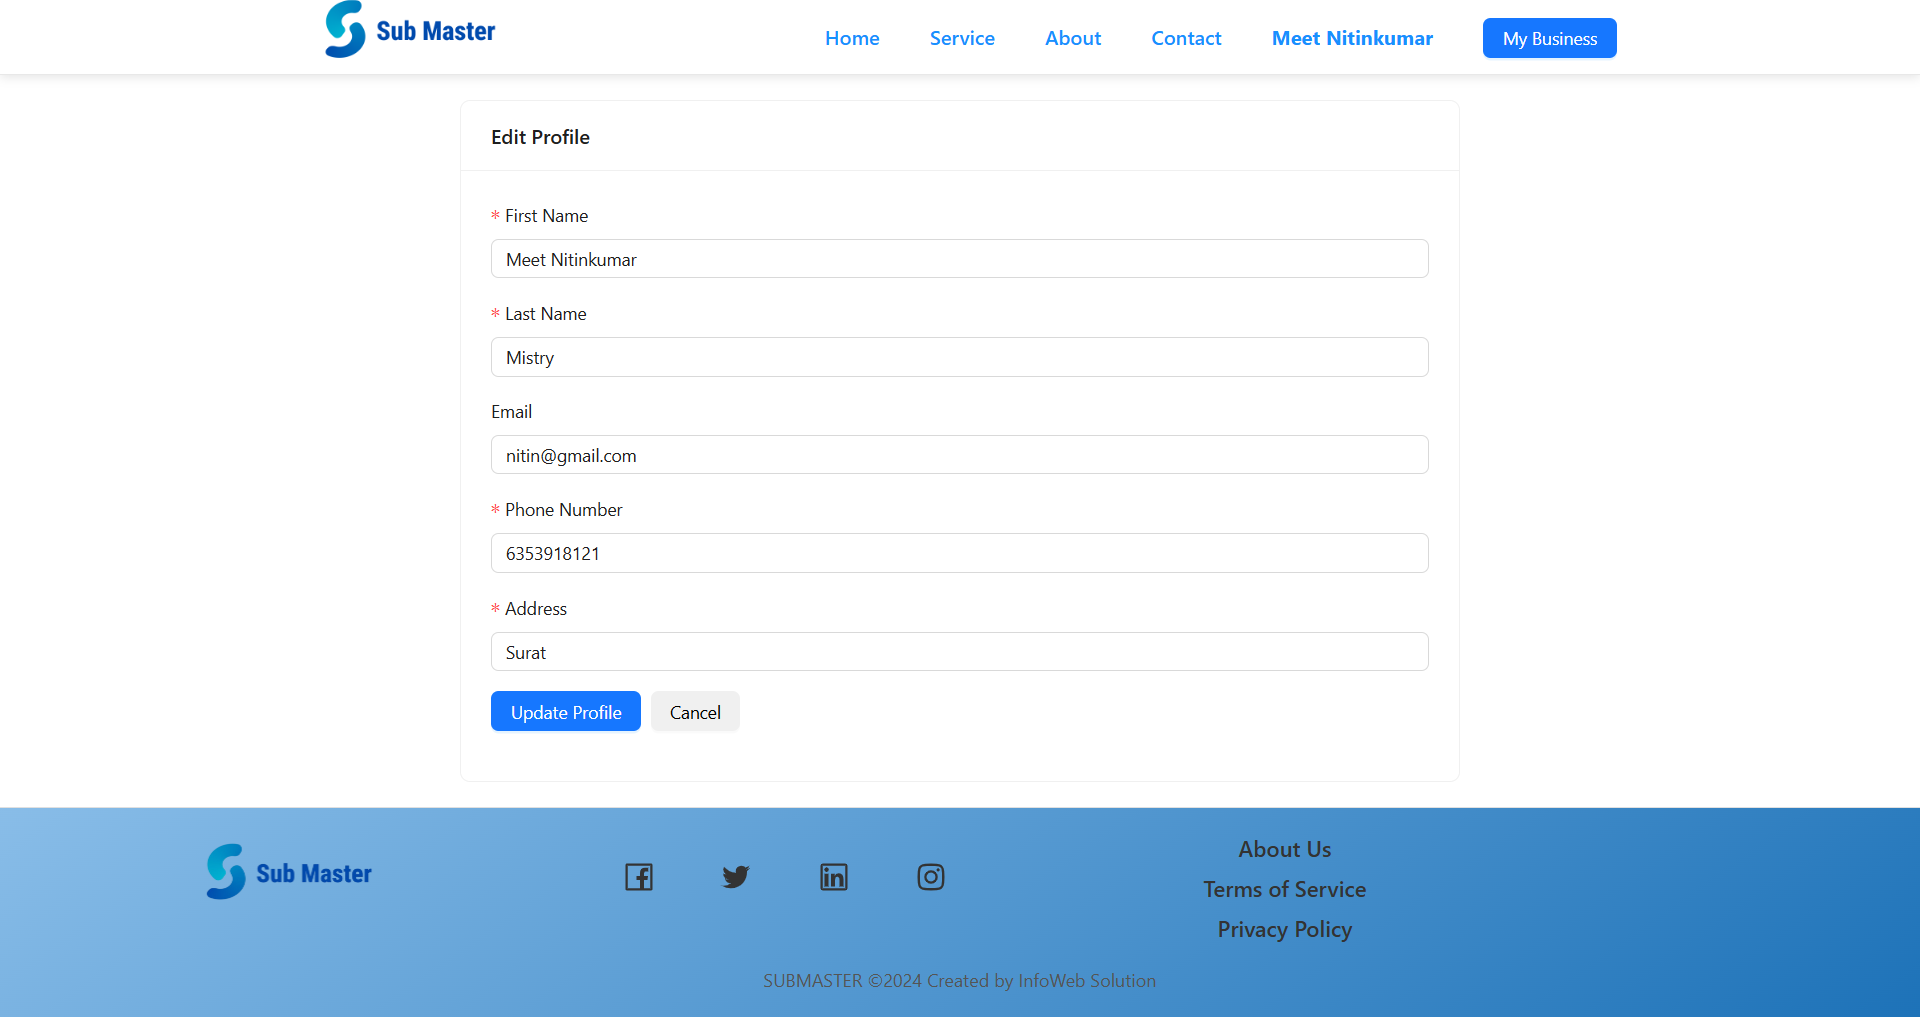 Sub Master
Home Service About Contact Meet Nitinkumar My Business
Edit Profile
* First Name
Meet Nitinkumar
* Last Name
Mistry
Email
nitin@gmail.com
* Phone Number
6353918121
* Address
Surat
Update Profile Cancel
Sub Master
About Us
Terms of Service
Privacy Policy
SUBMASTER ©2024 Created by InfoWeb Solution